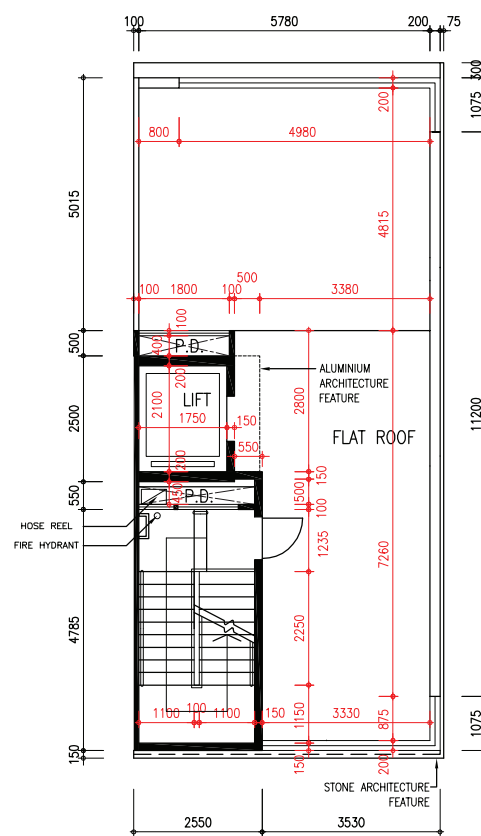 100 5780 200 75
300
200
1075
800 4980
5015
4815
500
100 1800 100 3380
100
500
400
P.D.
200
ALUMINIUM
ARCHITECTURE
FEATURE
2800
2500
2100
LIFT
1750
150
11200
FLAT ROOF
550
200
150
550
450
P.D.
500
100
HOSE REEL
FIRE HYDRANT
1235
7260
4785
2250
1100 100 1100 150 3330
1150
875
1075
150
150
200
STONE ARCHITECTURE
FEATURE
2550 3530